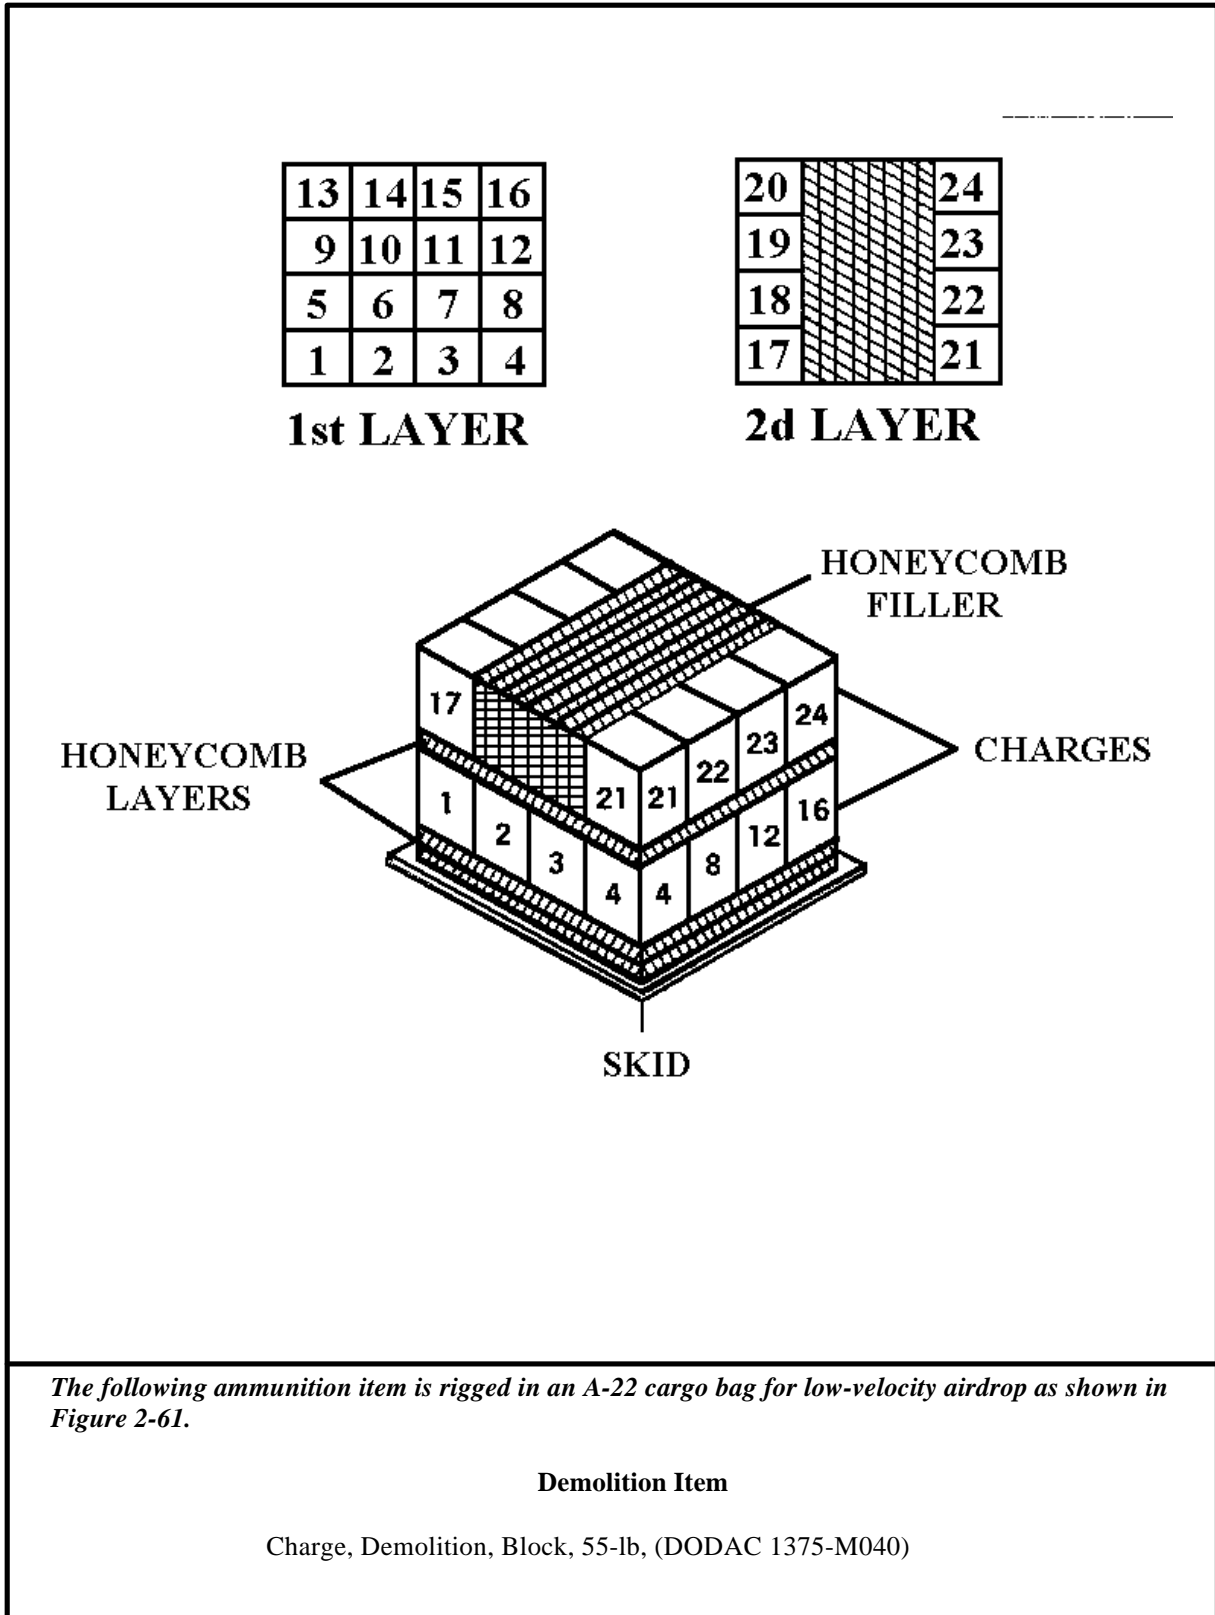 13 14 15 16
9 10 11 12
5 6 7 8
1 2 3 4
1st LAYER
20 24
19 23
18 22
17 21
2d LAYER
HONEYCOMB
FILLER
17
24
23
22
21 21
HONEYCOMB
LAYERS
CHARGES
1
2
3
4 4
8
12
16
SKID
The following ammunition item is rigged in an A-22 cargo bag for low-velocity airdrop as shown in
Figure 2-61.
Demolition Item
Charge, Demolition, Block, 55-lb, (DODAC 1375-M040)